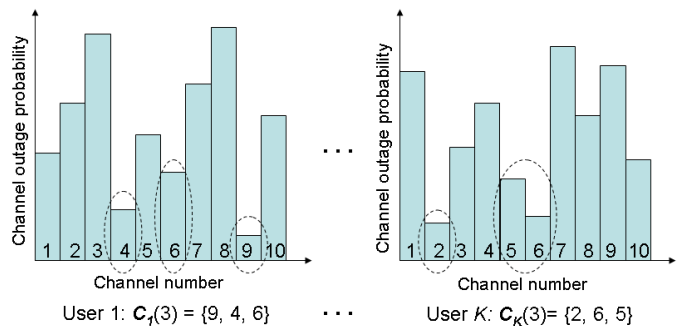 Channel outage probability
1 2 3 4 5 6 7 8 9 10
Channel number
User 1: C1(3) = {9, 4, 6}
. . .
Channel outage probability
1 2 3 4 5 6 7 8 9 10
Channel number
. . .
User K: CK(3)= {2, 6, 5}